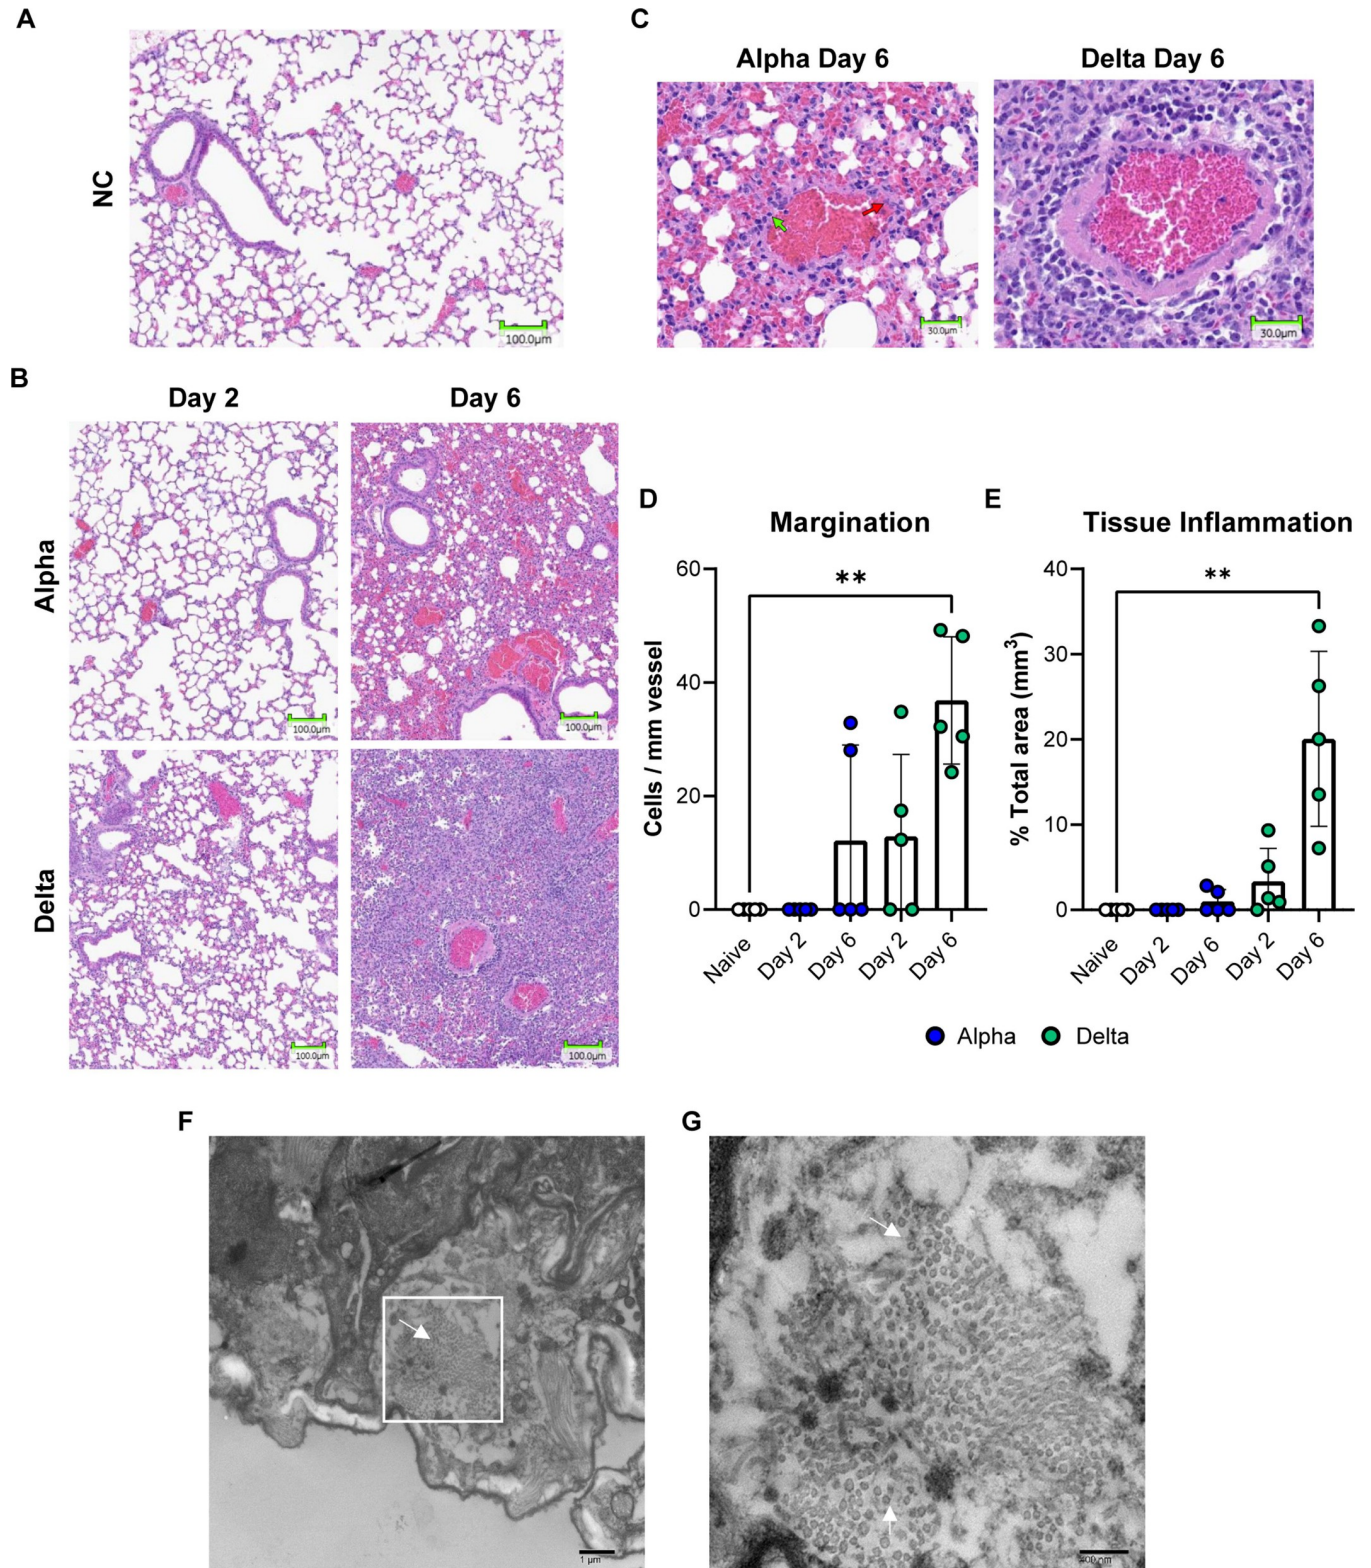 A
NC
100.0µm
C
Alpha Day 6
Delta Day 6
30.0µm
30.0µm
B
Day 2
Day 6
Alpha
100.0µm
100.0µm
Delta
100.0µm
100.0µm
D
Margination
Cells / mm vessel
60
40
20
0
**
Naive
Day 2
Day 6
Day 2
Day 6
E
Tissue Inflammation
% Total area (mm³)
40
30
20
10
0
**
Naive
Day 2
Day 6
Day 2
Day 6
Alpha
Delta
F
1 µm
G
400 nm